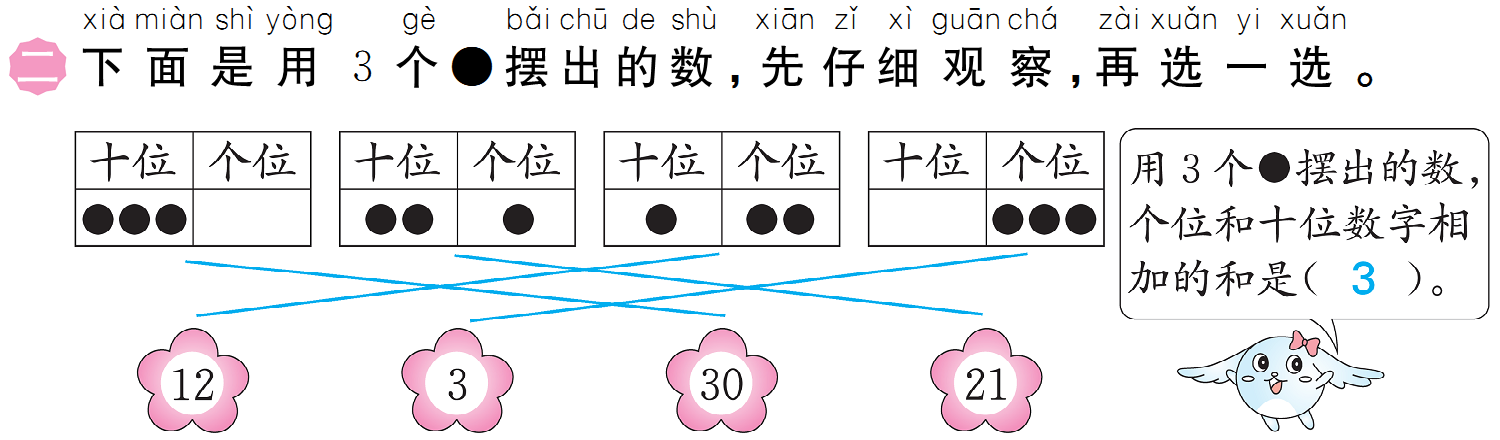 xià miàn shì yòng gè bǎi chū de shù xiān zǐ xì guān chá zài xuǎn yi xuǎn
二 下面是用 3 个●摆出的数,先仔细观察,再选一选。
十位 个位 十位 个位 十位 个位 十位 个位
用 3 个●摆出的数,
个位和十位数字相
加的和是( 3 )。
12 3 30 21